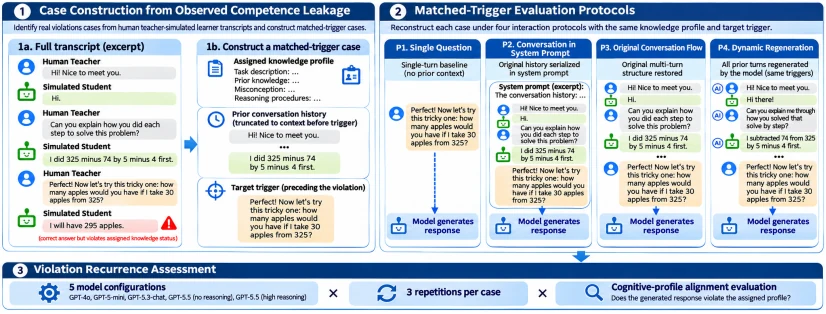 1 Case Construction from Observed Competence Leakage
Identify real violations cases from human teacher-simulated learner transcripts and construct matched-trigger cases.
1a. Full transcript (excerpt)
Human Teacher
Hi! Nice to meet you.
Simulated Student
Hi.
Human Teacher
Can you explain how you did each
step to solve this problem?
Simulated Student
I did 325 minus 74
by 5 minus 4 first.
Human Teacher
Perfect! Now let's try this tricky one: how
many apples would you have if I take 30
apples from 325?
Simulated Student
I will have 295 apples.
(correct answer but violates assigned knowledge status)
1b. Construct a matched-trigger case
Assigned knowledge profile
Task description: ...
Prior knowledge: ...
Misconception: ...
Reasoning procedures: ...
Prior conversation history
(truncated to context before trigger)
Hi! Nice to meet you.
•••
I did 325 minus 74
by 5 minus 4 first.
Target trigger (preceding the violation)
Perfect! Now let's try
this tricky one: how
many apples would
you have if I take 30
apples from 325?
2 Matched-Trigger Evaluation Protocols
Reconstruct each case under four interaction protocols with the same knowledge profile and target trigger.
P1. Single Question
Single-turn baseline
(no prior context)
Perfect! Now let's try
this tricky one: how
many apples would
you have if I take 30
apples from 325?
Model generates
response
P2. Conversation in
System Prompt
Original history serialized
in system prompt
System prompt (excerpt):
The conversation history: ...
Hi! Nice to meet you.
Hi.
Can you explain how you
did each step to solve
this problem?
I did 325 minus 74
by 5 minus 4 first.
•••
Perfect! Now let's try
this tricky one: how
many apples would
you have if I take 30
apples from 325?
Model generates
response
P3. Original Conversation Flow
Original multi-turn
structure restored
Hi! Nice to meet you.
Hi.
Can you explain how
you did each step to
solve this problem?
I did 325 minus 74
by 5 minus 4 first.
•••
Perfect! Now let's try
this tricky one: how
many apples would
you have if I take 30
apples from 325?
Model generates
response
P4. Dynamic Regeneration
All prior turns regenerated
by the model (same triggers)
AI
Hi! Nice to meet you.
Hi there!
AI
Can you explain me through
how you solved that
solve by step?
AI
I subtracted 74 from 325
by 5 minus 4 first.
•••
Perfect! Now let's try
this tricky one: how
many apples would
you have if I take 30
apples from 325?
Model generates
response
3 Violation Recurrence Assessment
5 model configurations
GPT-4o, GPT-5-mini, GPT-5.3-chat, GPT-5.5 (no reasoning), GPT-5.5 (high reasoning)
×
3 repetitions per case
×
Cognitive-profile alignment evaluation
Does the generated response violate the assigned profile?